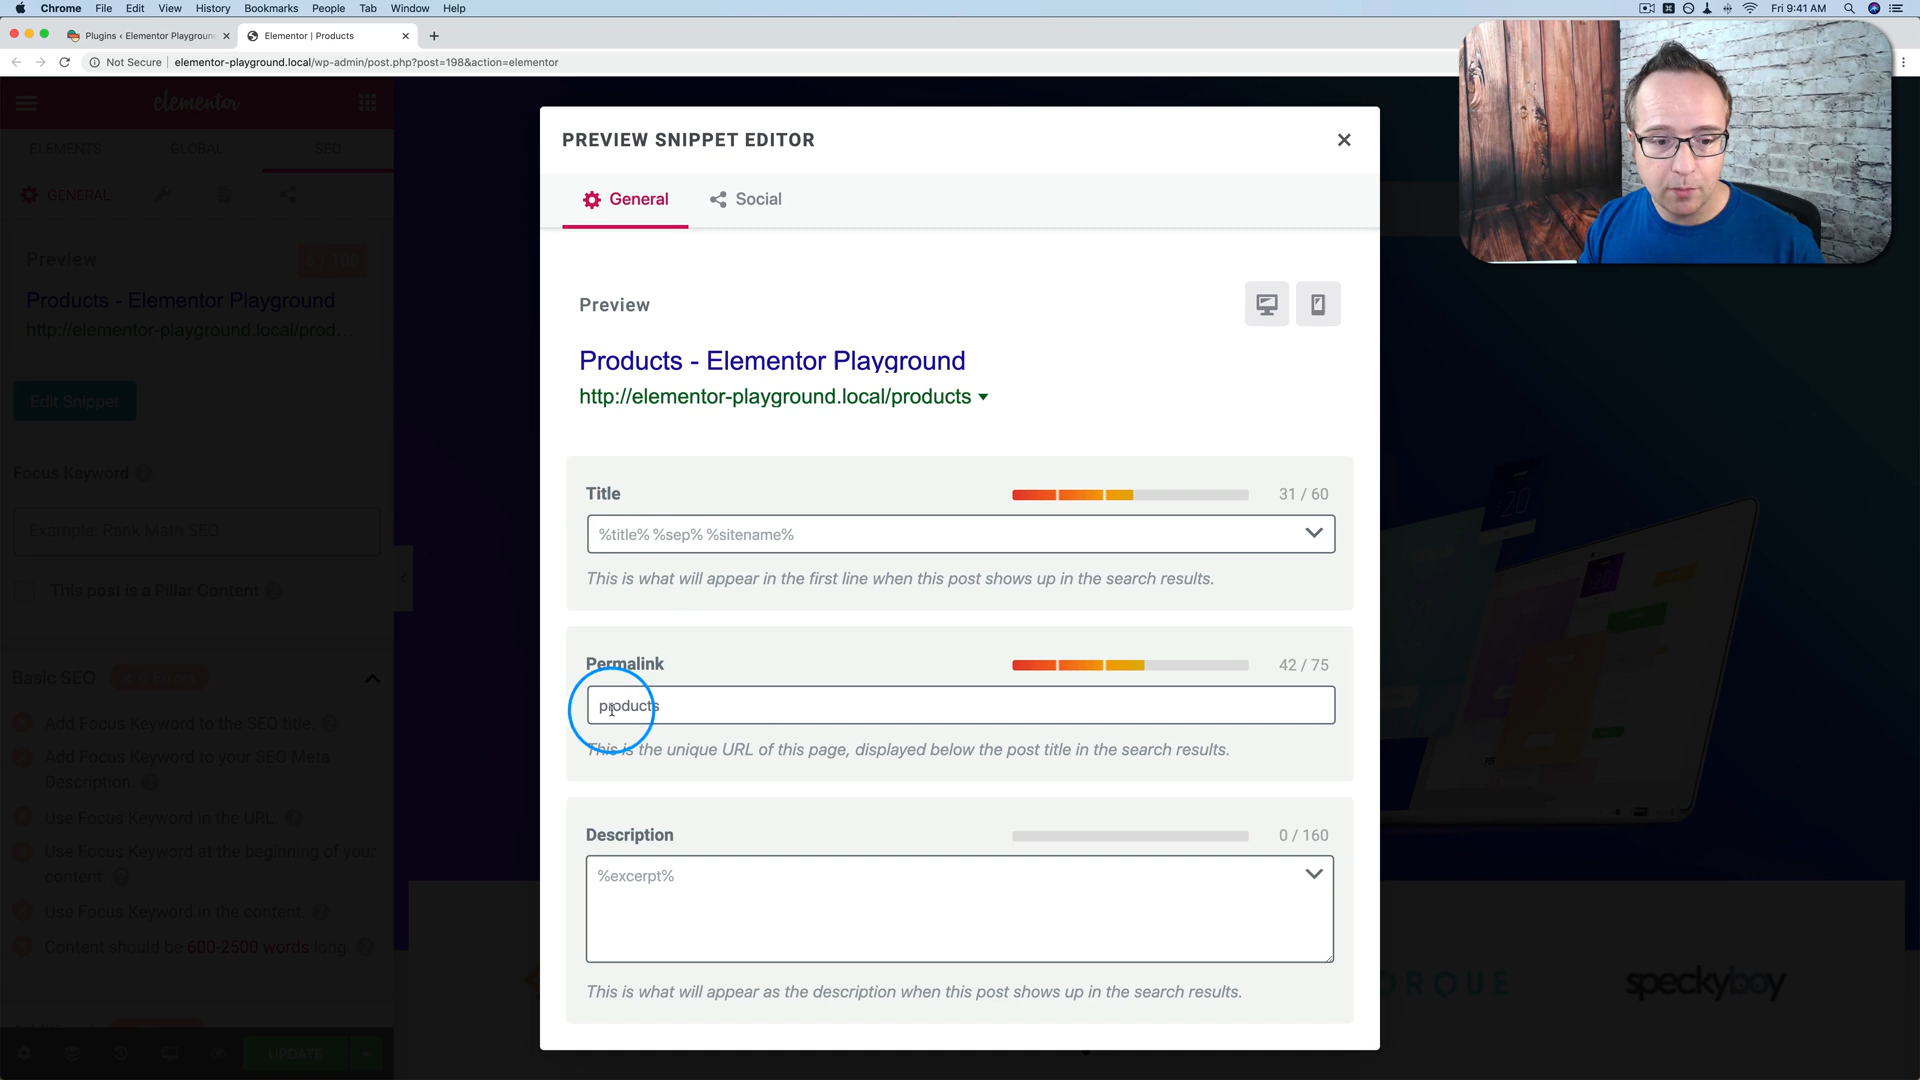 Chrome File Edit View History Bookmarks People Tab Window Help
Fri 9:41 AM
Plugins ‹ Elementor Playground
Elementor | Products
Not Secure elementor-playground.local/wp-admin/post.php?post=198&action=elementor
elementor
ELEMENTS GLOBAL SEO
GENERAL
Preview
Products - Elementor Playground
http://elementor-playground.local/prod...
Edit Snippet
Focus Keyword
Example: Rank Math SEO
This post is a Pillar Content
Basic SEO
Add Focus Keyword to the SEO title.
Add Focus Keyword to your SEO Meta
Description.
Use Focus Keyword in the URL.
Use Focus Keyword at the beginning of your
content.
Use Focus Keyword in the content.
Content should be 600-2500 words long.
UPDATE
PREVIEW SNIPPET EDITOR
General Social
Preview
Products - Elementor Playground
http://elementor-playground.local/products
Title 31 / 60
%title% %sep% %sitename%
This is what will appear in the first line when this post shows up in the search results.
Permalink 42 / 75
products
This is the unique URL of this page, displayed below the post title in the search results.
Description 0 / 160
%excerpt%
This is what will appear as the description when this post shows up in the search results.
ORQUE
speckyboy